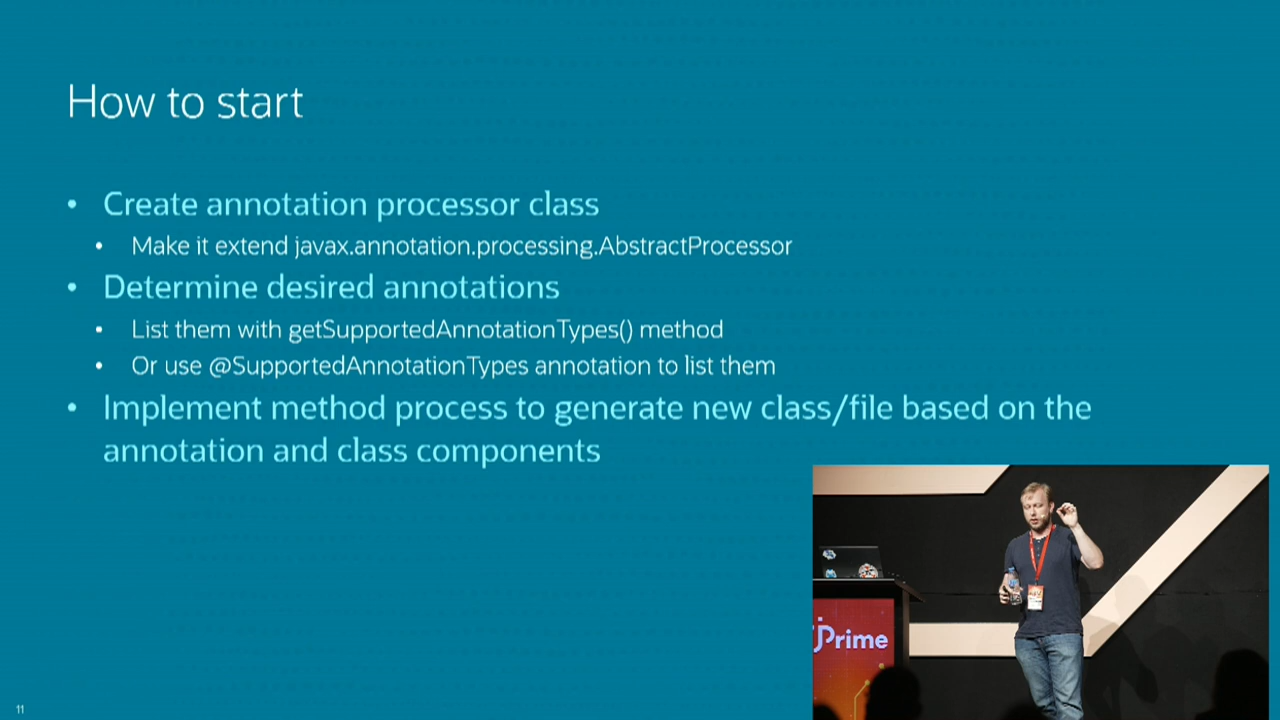 How to start
• Create annotation processor class
• Make it extend javax.annotation.processing.AbstractProcessor
• Determine desired annotations
• List them with getSupportedAnnotationTypes() method
• Or use @SupportedAnnotationTypes annotation to list them
• Implement method process to generate new class/file based on the
annotation and class components
jPrime
11